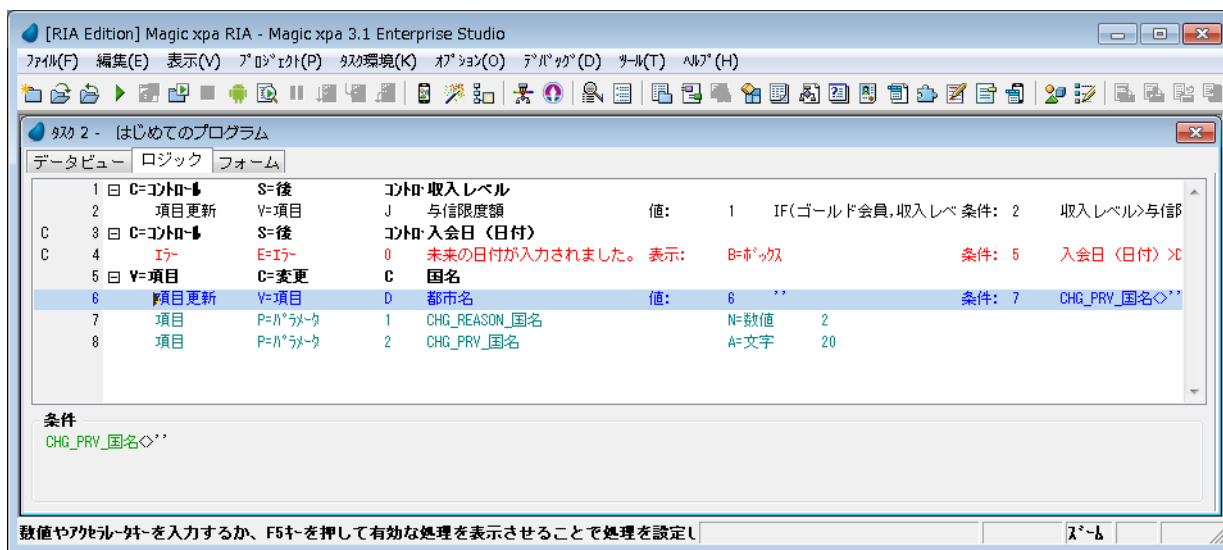 [RIA Edition] Magic xpa RIA - Magic xpa 3.1 Enterprise Studio
ﾌｧｲﾙ(F) 編集(E) 表示(V) ﾌﾟﾛｼﾞｪｸﾄ(P) ﾀｽｸ環境(K) ｵﾌﾟｼｮﾝ(O) ﾃﾞﾊﾞｯｸﾞ(D) ﾂｰﾙ(T) ﾍﾙﾌﾟ(H)
ﾀｽｸ 2 - はじめてのプログラム
データビュー ロジック フォーム
1 C=ｺﾝﾄﾛｰﾙ S=後 ｺﾝﾄﾛｰ 収入レベル
2 項目更新 V=項目 J 与信限度額 値: 1 IF(ゴールド会員,収入レベ 条件: 2 収入レベル>与信
C 3 C=ｺﾝﾄﾛｰﾙ S=後 ｺﾝﾄﾛｰ 入会日（日付）
C 4 ｴﾗｰ E=ｴﾗｰ 0 未来の日付が入力されました。 表示: B=ﾎﾞｯｸｽ 条件: 5 入会日（日付）>D
5 V=項目 C=変更 C 国名
6 項目更新 V=項目 D 都市名 値: 6 '' 条件: 7 CHG_PRV_国名<>''
7 項目 P=ﾊﾟﾗﾒｰﾀ 1 CHG_REASON_国名 N=数値 2
8 項目 P=ﾊﾟﾗﾒｰﾀ 2 CHG_PRV_国名 A=文字 20
条件
CHG_PRV_国名<>''
数値やｱｸｾﾗﾚｰﾀｷｰを入力するか、F5ｷｰを押して有効な処理を表示させることで処理を設定し ｽﾞｰﾑ